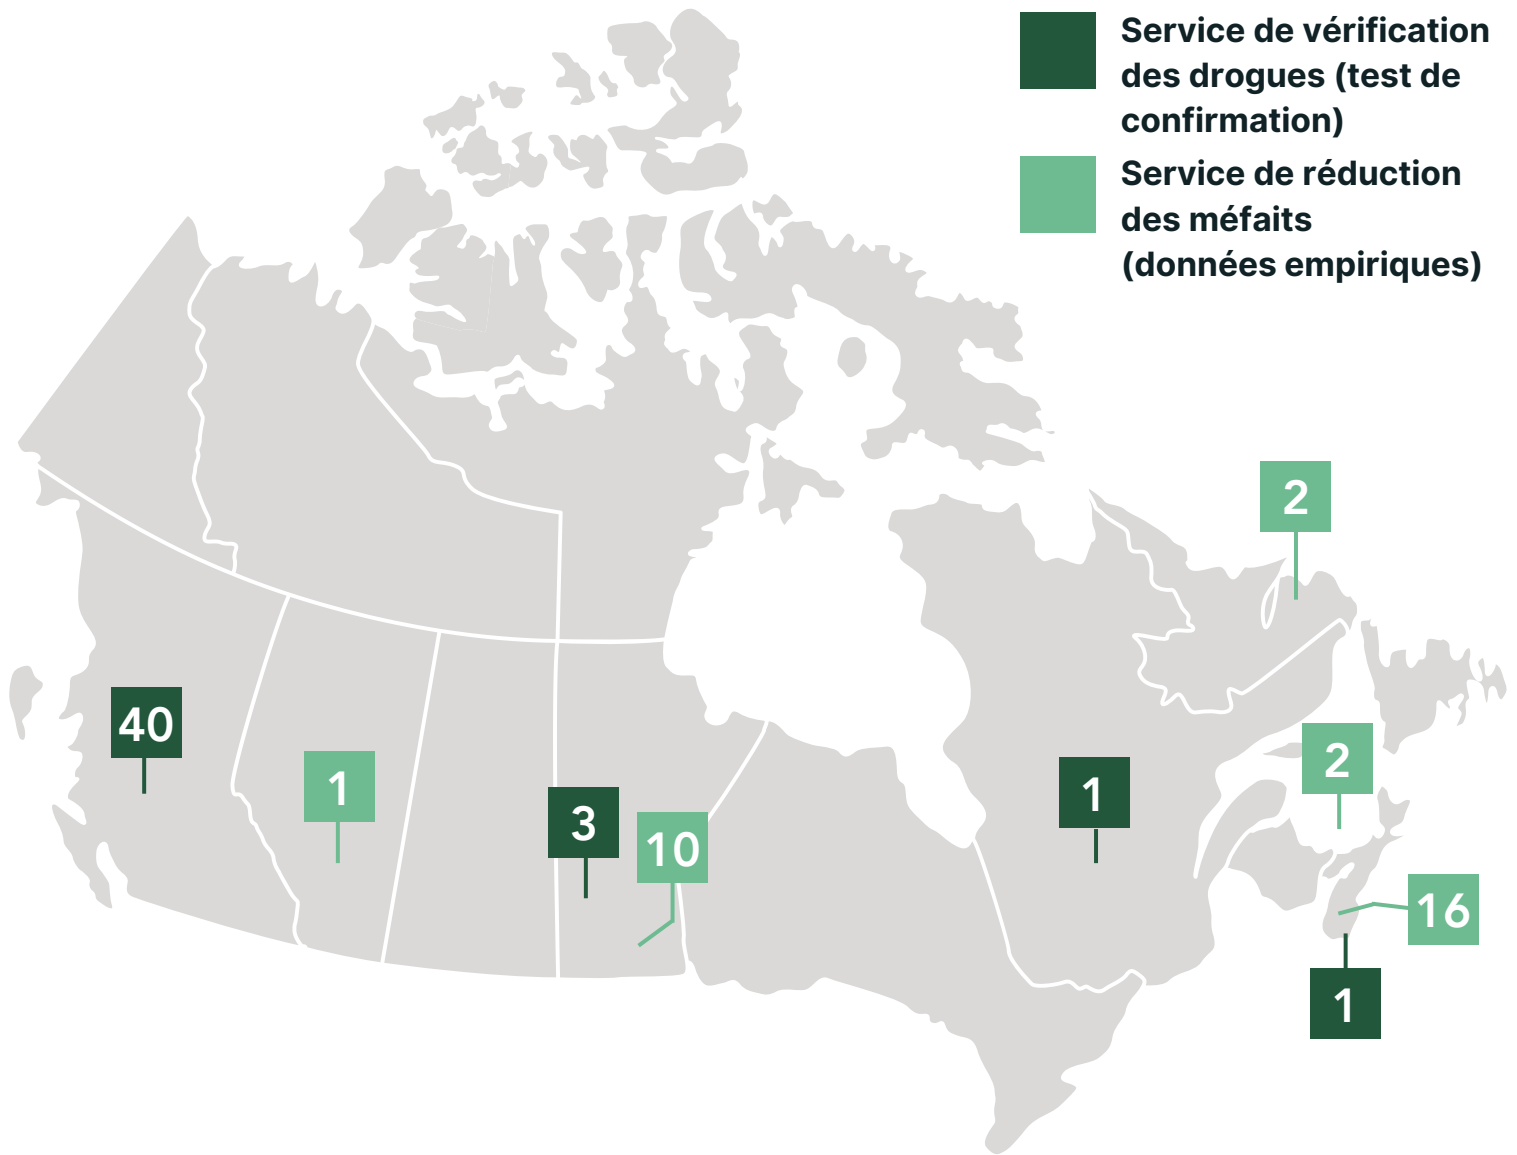 Service de vérification
des drogues (test de
confirmation)
Service de réduction
des méfaits
(données empiriques)
2
40
1
3
10
1
2
16
1